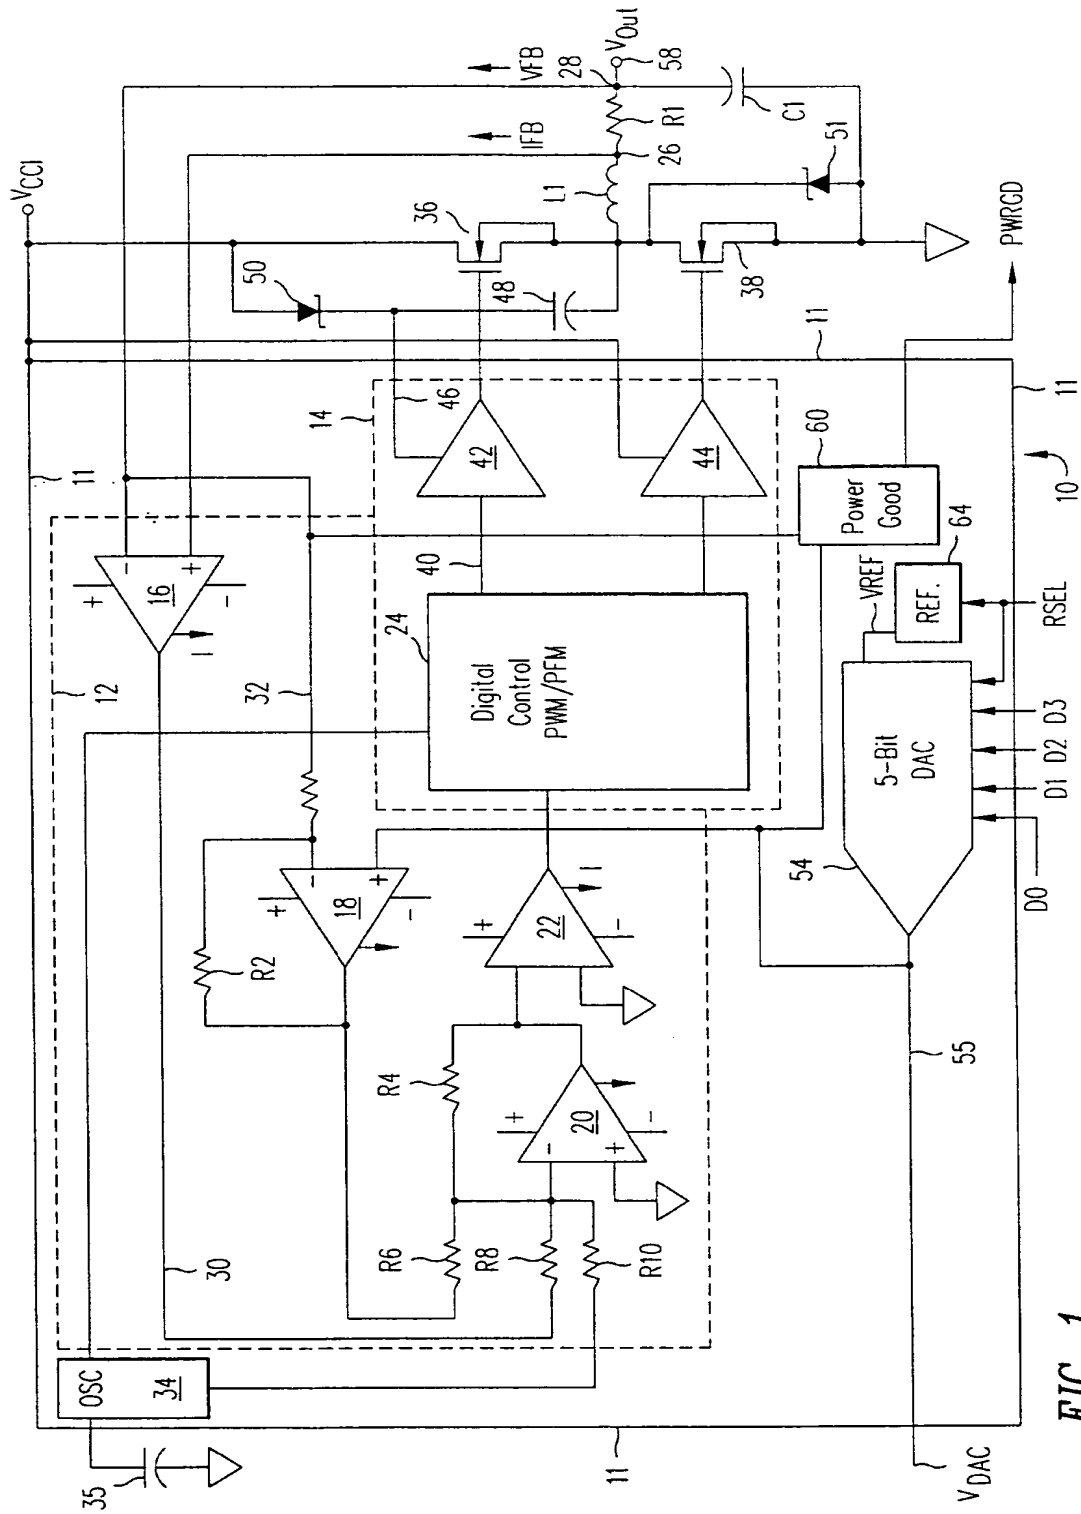 VCCI
VFB
IFB
28
VOut
58
R1
C1
26
L1
51
36
50
48
38
PWRGD
11
11
11
10
46
14
42
44
60
Power
Good
64
VREF
REF.
RSEL
40
24
Digital
Control
PWM/PFM
-
+
16
+
-
I
12
32
5-Bit
DAC
D3
D2
D1
D0
54
-
+
18
+
-
R2
22
+
-
I
55
R4
20
-
+
+
-
R6
R8
R10
30
OSC
34
35
11
VDAC
FIG. 1